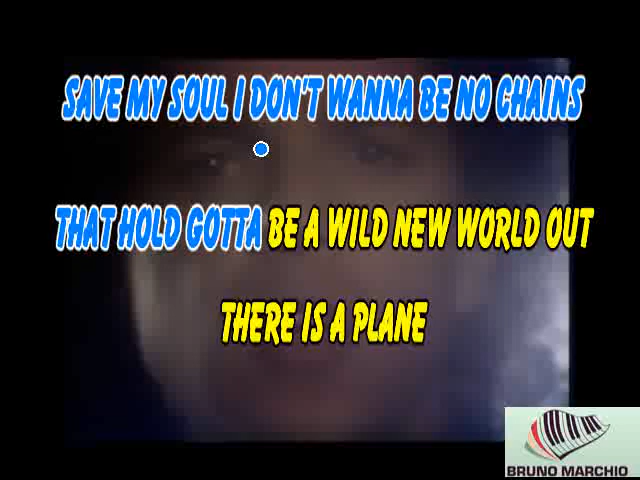 SAVE MY SOUL I DON'T WANNA BE NO CHAINS
THAT HOLD GOTTA BE A WILD NEW WORLD OUT
THERE IS A PLANE
BRUNO MARCHIO